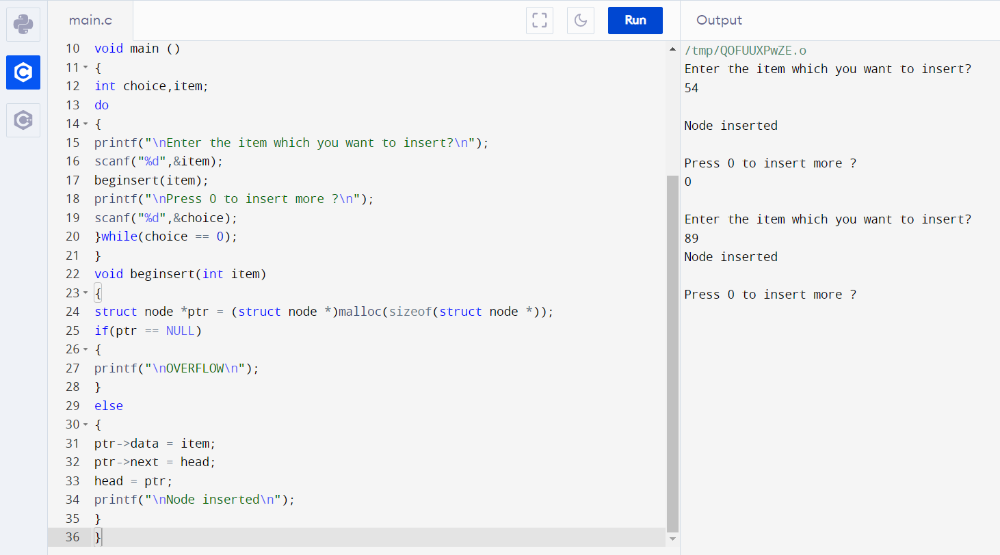 main.c
Run
Output
10 void main ()
11 {
12 int choice,item;
13 do
14 {
15 printf("\nEnter the item which you want to insert?\n");
16 scanf("%d",&item);
17 beginsert(item);
18 printf("\nPress 0 to insert more ?\n");
19 scanf("%d",&choice);
20 }while(choice == 0);
21 }
22 void beginsert(int item)
23 {
24 struct node *ptr = (struct node *)malloc(sizeof(struct node *));
25 if(ptr == NULL)
26 {
27 printf("\nOVERFLOW\n");
28 }
29 else
30 {
31 ptr->data = item;
32 ptr->next = head;
33 head = ptr;
34 printf("\nNode inserted\n");
35 }
36 }
/tmp/QOFUUXPwZE.o
Enter the item which you want to insert?
54
Node inserted
Press 0 to insert more ?
0
Enter the item which you want to insert?
89
Node inserted
Press 0 to insert more ?